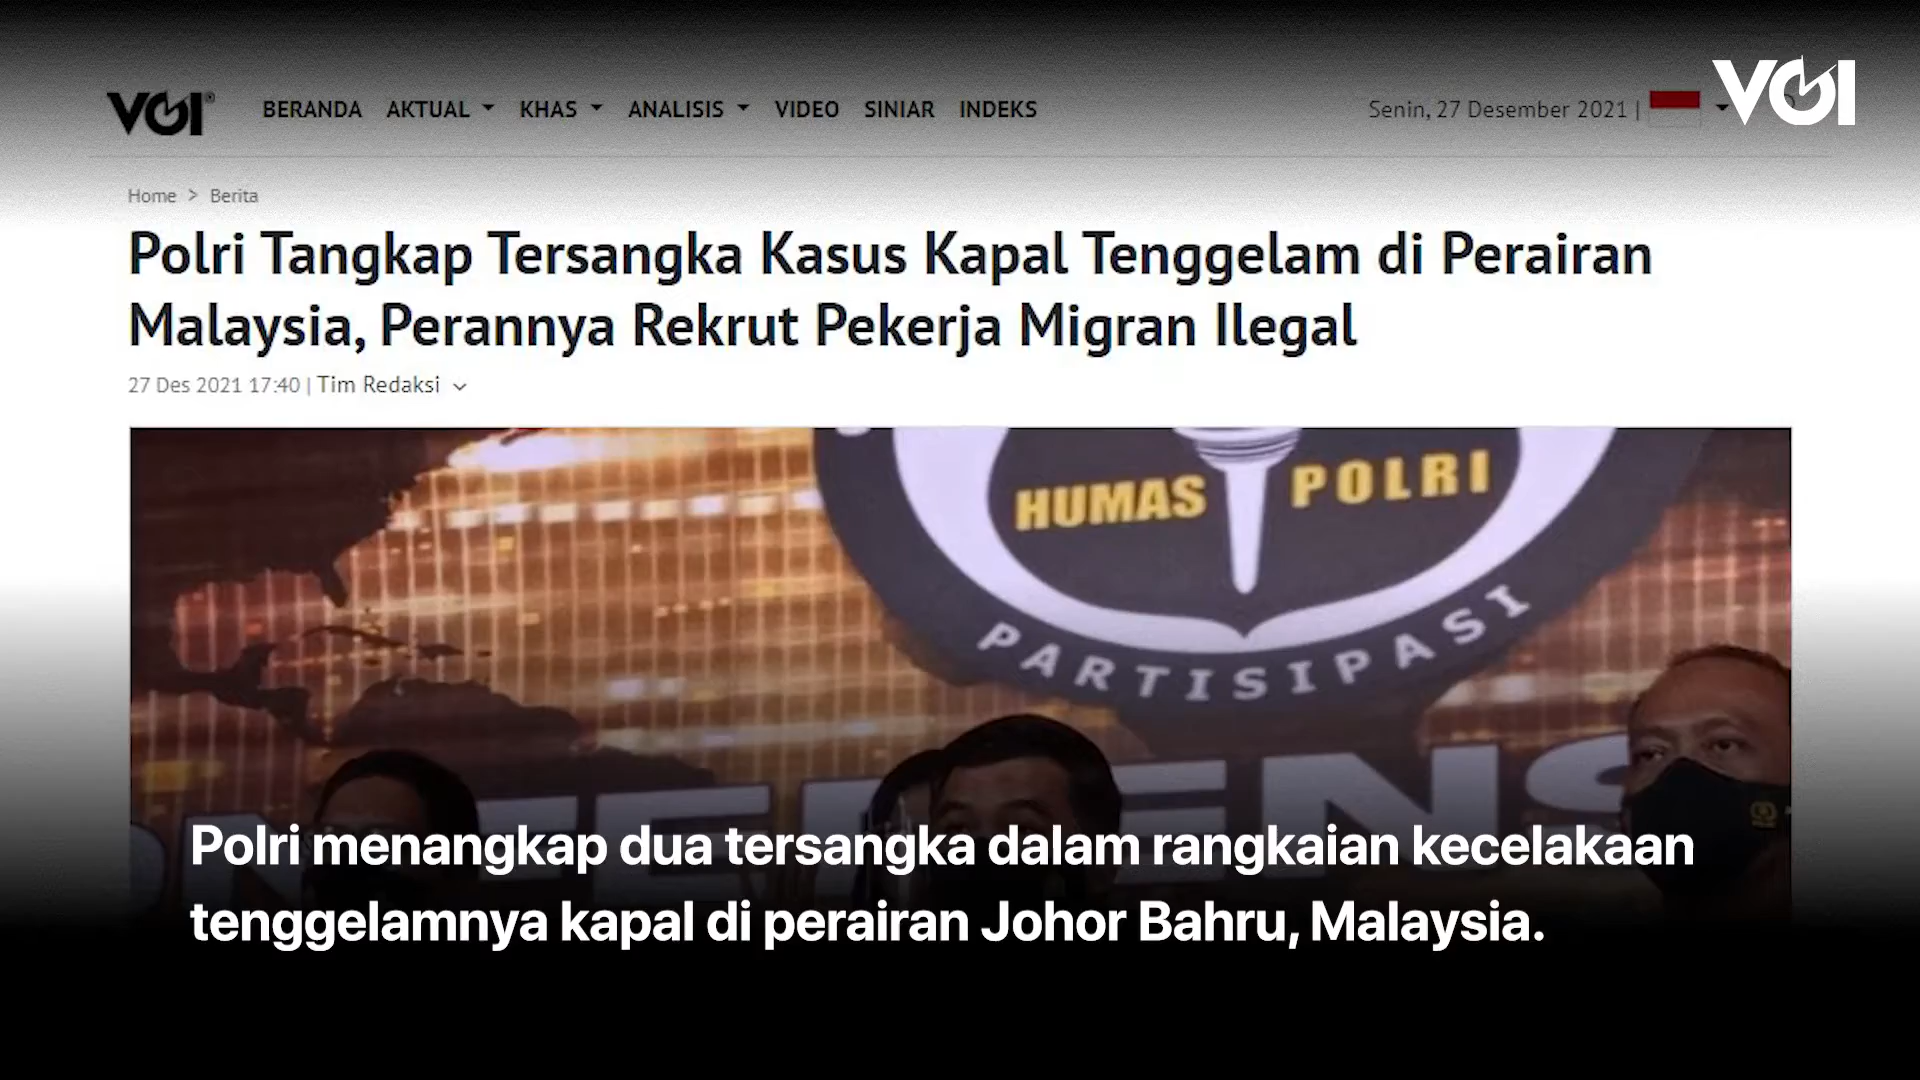 VOI
VOI
BERANDA AKTUAL KHAS ANALISIS VIDEO SINIAR INDEKS
Senin, 27 Desember 2021 |
Home > Berita
Polri Tangkap Tersangka Kasus Kapal Tenggelam di Perairan
Malaysia, Perannya Rekrut Pekerja Migran Ilegal
27 Des 2021 17:40 | Tim Redaksi
HUMAS POLRI
PARTISIPASI
Polri menangkap dua tersangka dalam rangkaian kecelakaan
tenggelamnya kapal di perairan Johor Bahru, Malaysia.